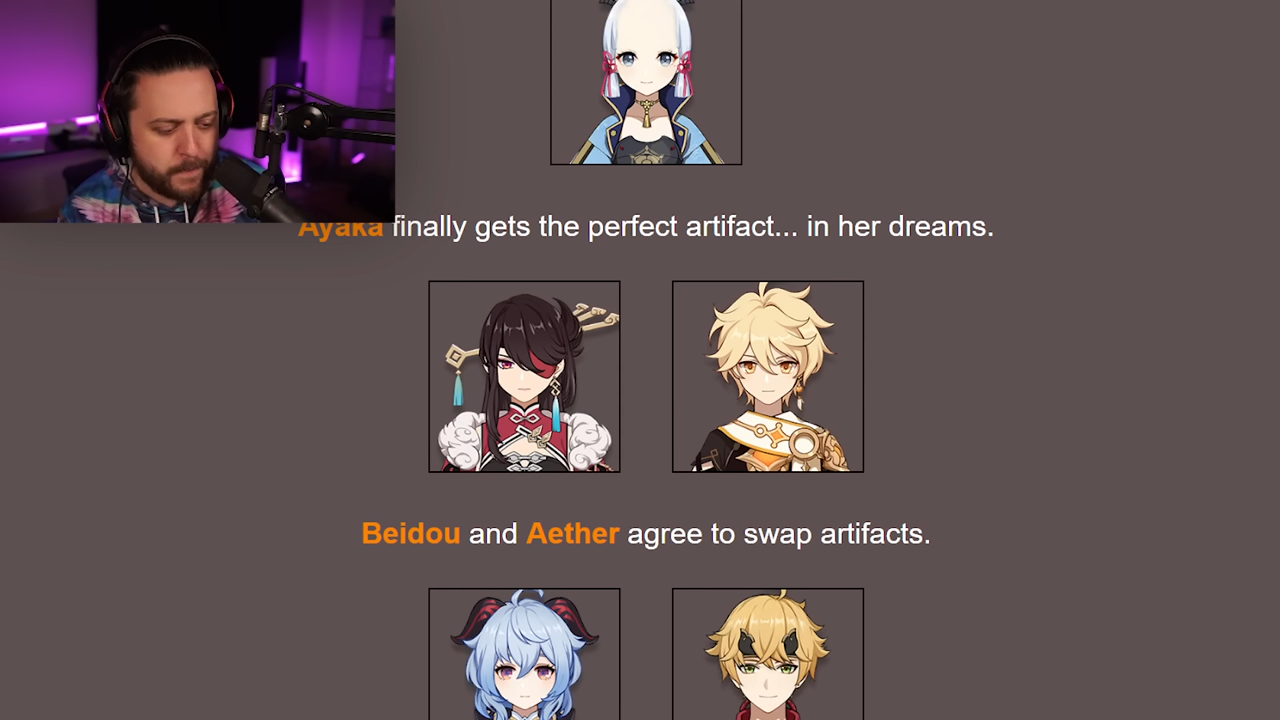 Ayaka finally gets the perfect artifact... in her dreams.
Beidou and Aether agree to swap artifacts.